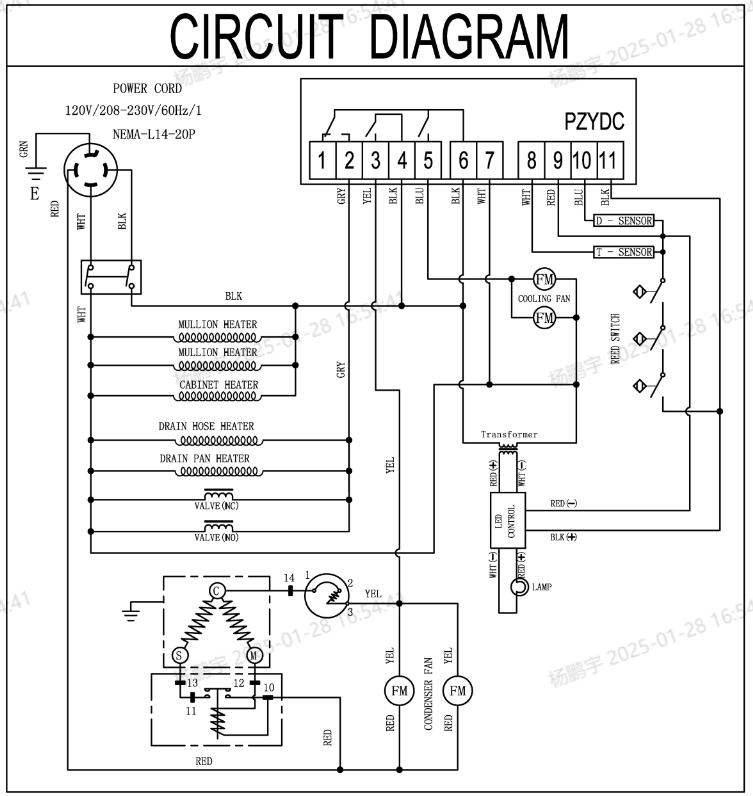 CIRCUIT DIAGRAM
POWER CORD
120V/208-230V/60Hz/1
NEMA-L14-20P
GRN
E
RED
WHT
BLK
PZYDC
1 2 3 4 5 6 7 8 9 10 11
GRY
YEL
BLK
BLU
BLK
WHT
WHT
RED
BLU
BLK
D - SENSOR
T - SENSOR
FM
COOLING FAN
FM
REED SWITCH
WHT
BLK
MULLION HEATER
MULLION HEATER
CABINET HEATER
GRY
DRAIN HOSE HEATER
DRAIN PAN HEATER
VALVE(NC)
VALVE(NO)
YEL
Transformer
RED(+)
WHT(-)
LED
CONTROL
RED(-)
BLK(+)
WHT(-)
RED(+)
LAMP
C
S
M
14
1
2
3
YEL
13
12
10
11
YEL
YEL
FM
FM
CONDENSER FAN
RED
RED
RED
RED
杨鹏宇 2025-01-28 16:54:41